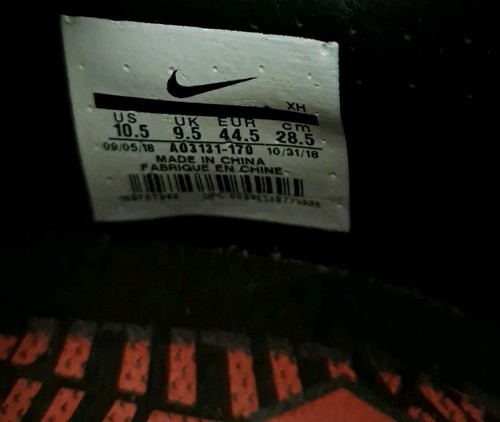 XH
US UK EUR cm
10.5 9.5 44.5 28.5
09/05/18 AO3131-170 10/31/18
MADE IN CHINA
FABRIQUE EN CHINE
UPC